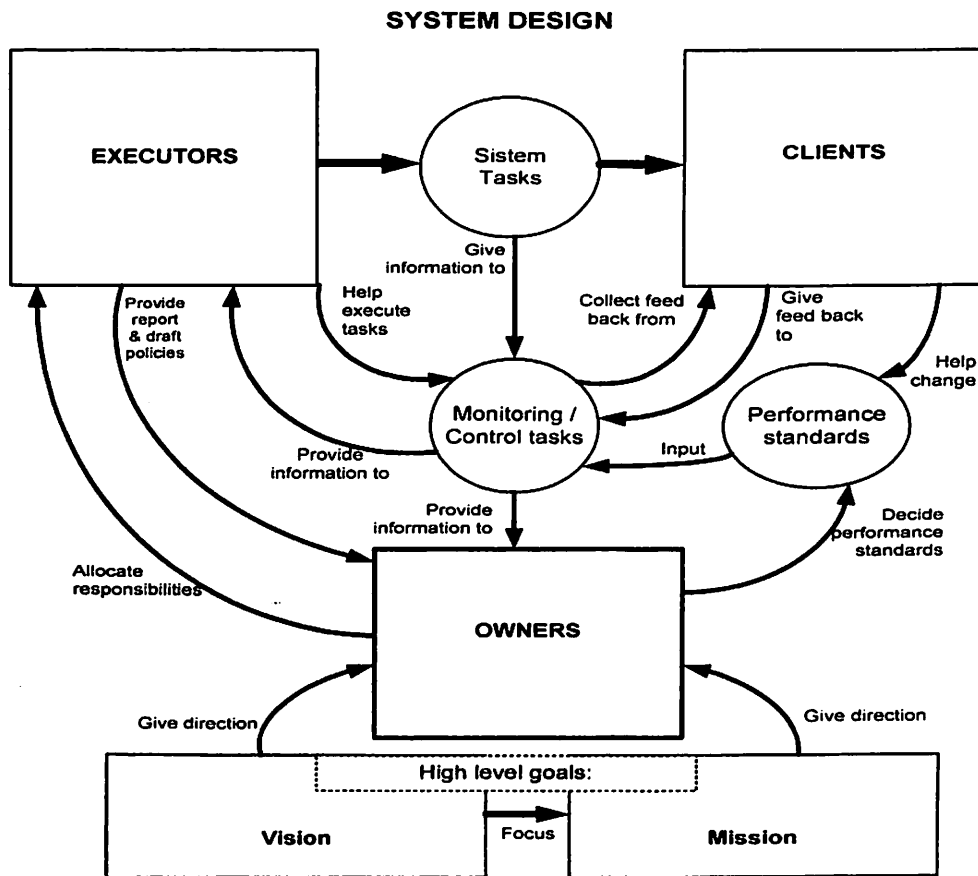 SYSTEM DESIGN
EXECUTORS
Sistem
Tasks
CLIENTS
Give
information to
Provide
report
& draft
policies
Help
execute
tasks
Collect feed
back from
Give
feed back
to
Help
change
Monitoring /
Control tasks
Performance
standards
Provide
information to
Input
Provide
information to
Decide
performance
standards
Allocate
responsibilities
OWNERS
Give direction
Give direction
High level goals:
Vision
Focus
Mission